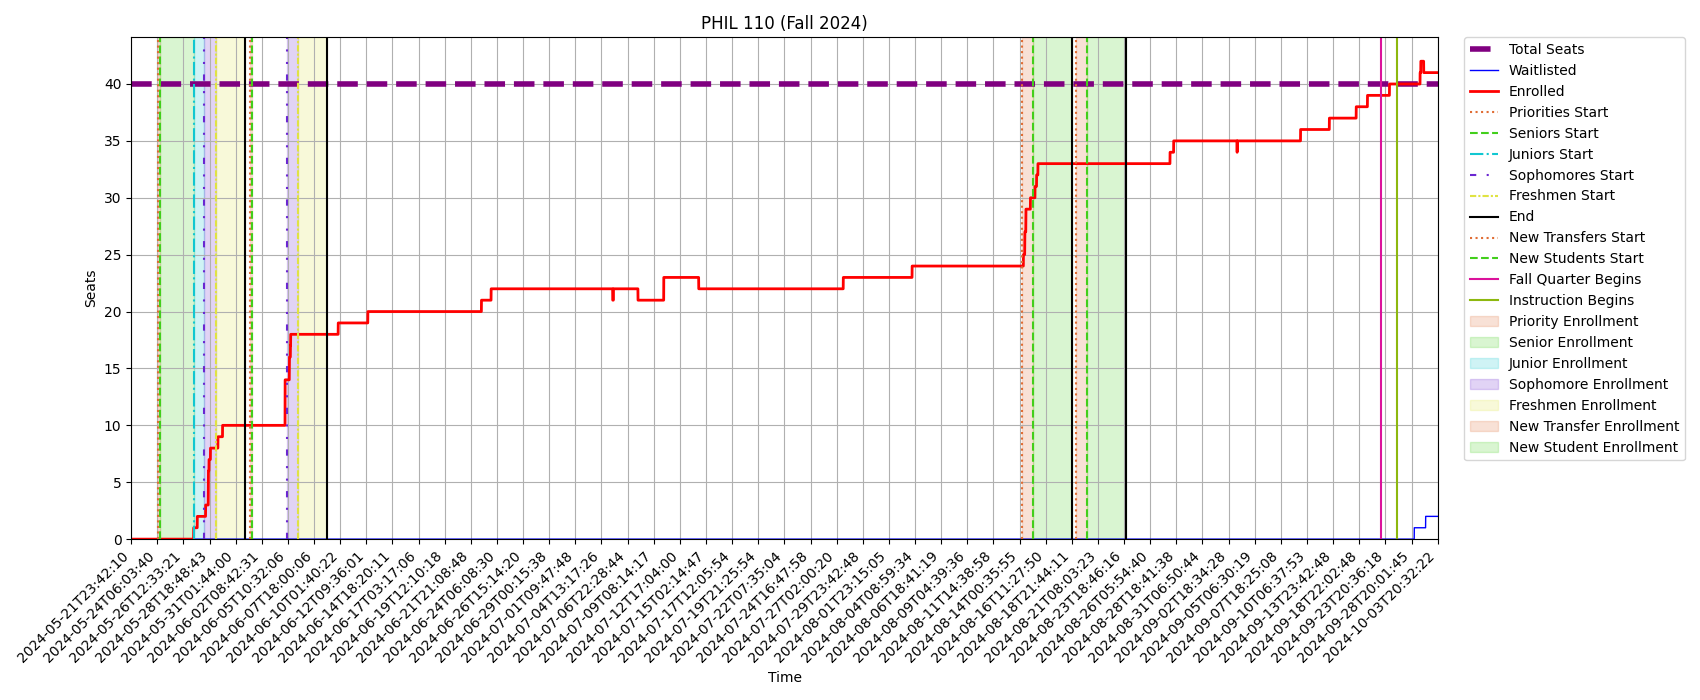 PHIL 110 (Fall 2024)
Seats
40
35
30
25
20
15
10
5
0
2024-05-21T23:42:10
2024-05-24T06:03:40
2024-05-26T12:33:21
2024-05-28T18:48:43
2024-05-31T01:44:00
2024-06-02T08:42:31
2024-06-05T10:32:06
2024-06-07T18:00:06
2024-06-10T01:40:22
2024-06-12T09:36:01
2024-06-14T18:20:11
2024-06-17T03:17:06
2024-06-19T12:10:18
2024-06-21T21:08:48
2024-06-24T06:08:30
2024-06-26T15:14:20
2024-06-29T00:15:38
2024-07-01T09:47:48
2024-07-04T13:17:26
2024-07-06T22:28:44
2024-07-09T08:14:17
2024-07-12T17:04:00
2024-07-15T02:14:47
2024-07-17T12:05:54
2024-07-19T21:25:54
2024-07-22T07:35:04
2024-07-24T16:47:58
2024-07-27T02:00:20
2024-07-29T23:42:48
2024-08-01T23:15:05
2024-08-04T08:59:34
2024-08-06T18:41:19
2024-08-09T04:39:36
2024-08-11T14:38:58
2024-08-14T00:35:55
2024-08-16T11:27:50
2024-08-18T21:44:11
2024-08-21T08:03:23
2024-08-23T18:46:16
2024-08-26T05:54:40
2024-08-28T18:41:38
2024-08-31T06:50:44
2024-09-02T18:34:28
2024-09-05T06:30:19
2024-09-07T18:25:08
2024-09-10T06:37:53
2024-09-13T23:42:48
2024-09-18T22:02:48
2024-09-23T20:36:18
2024-09-28T20:01:45
2024-10-03T20:32:22
Time
Total Seats
Waitlisted
Enrolled
Priorities Start
Seniors Start
Juniors Start
Sophomores Start
Freshmen Start
End
New Transfers Start
New Students Start
Fall Quarter Begins
Instruction Begins
Priority Enrollment
Senior Enrollment
Junior Enrollment
Sophomore Enrollment
Freshmen Enrollment
New Transfer Enrollment
New Student Enrollment